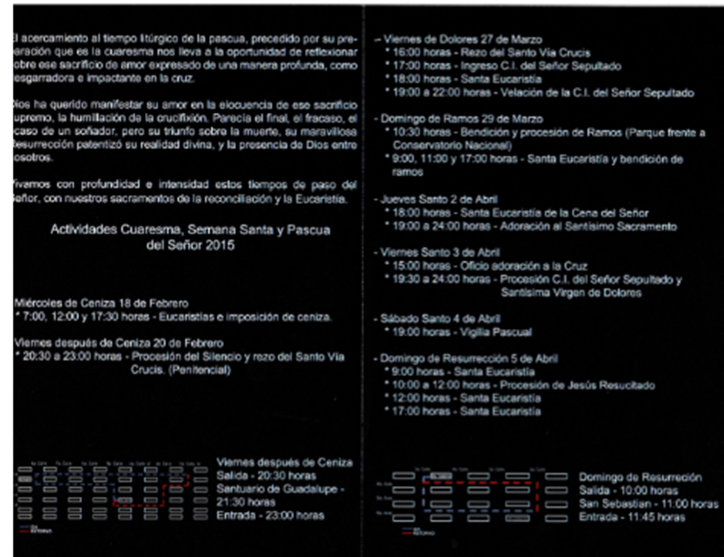 El acercamiento al tiempo litúrgico de la pascua, precedido por su pre-
paración que es la cuaresma nos lleva a la oportunidad de reflexionar
sobre ese sacrificio de amor expresado de una manera profunda, como
desgarradora e impactante en la cruz.
Dios ha querido manifestar su amor en la elocuencia de ese sacrificio
supremo, la humillación de la crucifixión. Parecía el final, el fracaso, el
ocaso de un soñador, pero su triunfo sobre la muerte, su maravillosa
resurrección patentizó su realidad divina, y la presencia de Dios entre
nosotros.
Vivamos con profundidad e intensidad estos tiempos de paso del
Señor, con nuestros sacramentos de la reconciliación y la Eucaristía.
Actividades Cuaresma, Semana Santa y Pascua
del Señor 2015
Miércoles de Ceniza 18 de Febrero
* 7:00, 12:00 y 17:30 horas - Eucaristías e imposición de ceniza.
Viernes después de Ceniza 20 de Febrero
* 20:30 a 23:00 horas - Procesión del Silencio y rezo del Santo Vía
Crucis. (Penitencial)
Viernes después de Ceniza
Salida - 20:30 horas
Santuario de Guadalupe -
21:30 horas
Entrada - 23:00 horas
- Viernes de Dolores 27 de Marzo
* 16:00 horas - Rezo del Santo Vía Crucis
* 17:00 horas - Ingreso C.I. del Señor Sepultado
* 18:00 horas - Santa Eucaristía
* 19:00 a 22:00 horas - Velación de la C.I. del Señor Sepultado
- Domingo de Ramos 29 de Marzo
* 10:30 horas - Bendición y procesión de Ramos (Parque frente a
Conservatorio Nacional)
* 9:00, 11:00 y 17:00 horas - Santa Eucaristía y bendición de
ramos
- Jueves Santo 2 de Abril
* 18:00 horas - Santa Eucaristía de la Cena del Señor
* 19:00 a 24:00 horas - Adoración al Santísimo Sacramento
- Viernes Santo 3 de Abril
* 15:00 horas - Oficio adoración a la Cruz
* 19:30 a 24:00 horas - Procesión C.I. del Señor Sepultado y
Santísima Virgen de Dolores
- Sábado Santo 4 de Abril
* 19:00 horas - Vigilia Pascual
- Domingo de Resurrección 5 de Abril
* 9:00 horas - Santa Eucaristía
* 10:00 a 12:00 horas - Procesión de Jesús Resucitado
* 12:00 horas - Santa Eucaristía
* 17:00 horas - Santa Eucaristía
Domingo de Resurreción
Salida - 10:00 horas
San Sebastian - 11:00 horas
Entrada - 11:45 horas